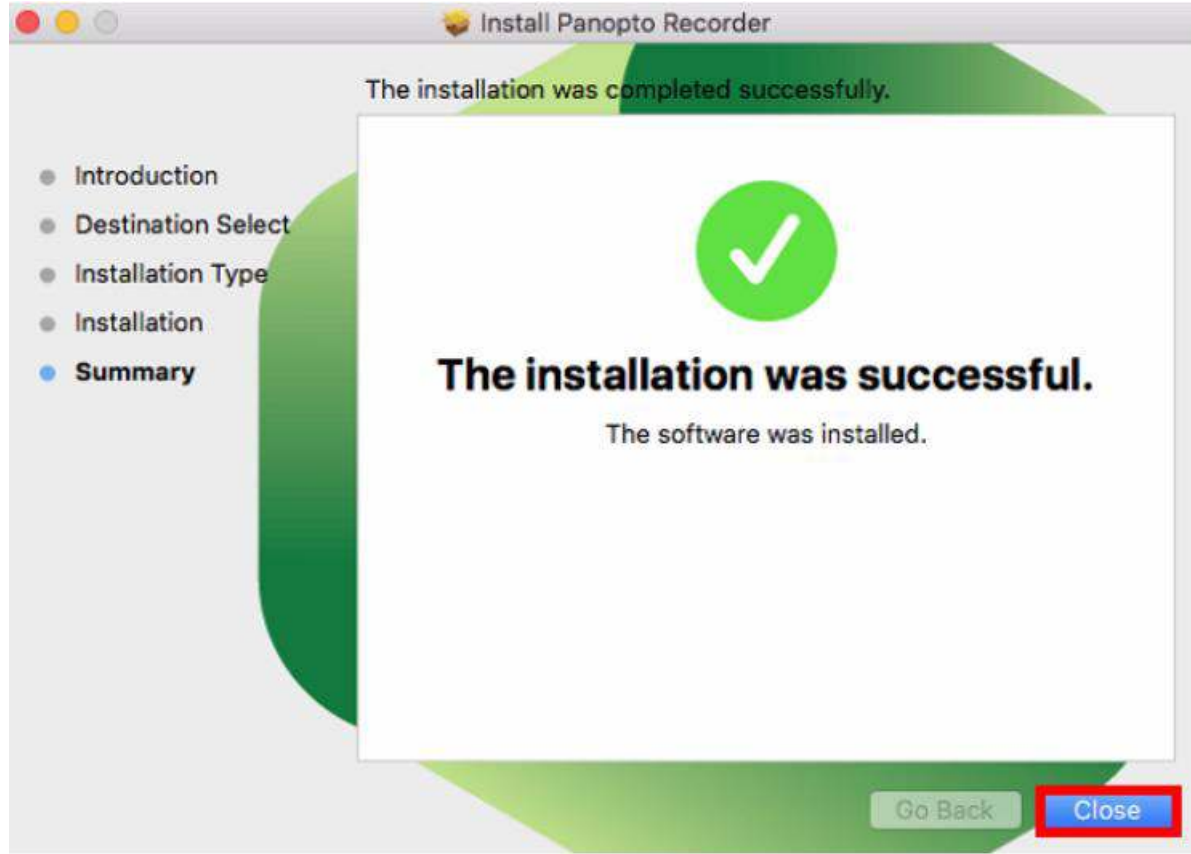 Install Panopto Recorder
The installation was completed successfully.
Introduction
Destination Select
Installation Type
Installation
Summary
The installation was successful.
The software was installed.
Go Back
Close